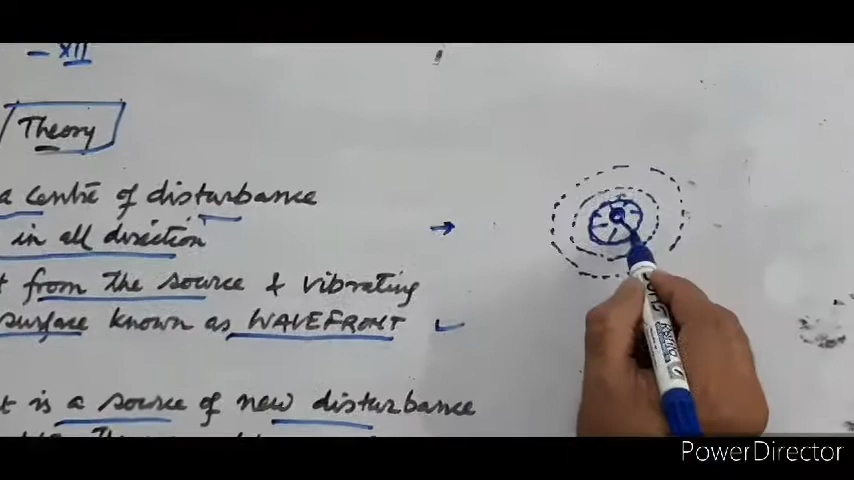 - XII
Theory
a centre of disturbance
in all direction
from the source & vibrating
surface known as WAVEFRONT
is a source of new disturbance
PowerDirector